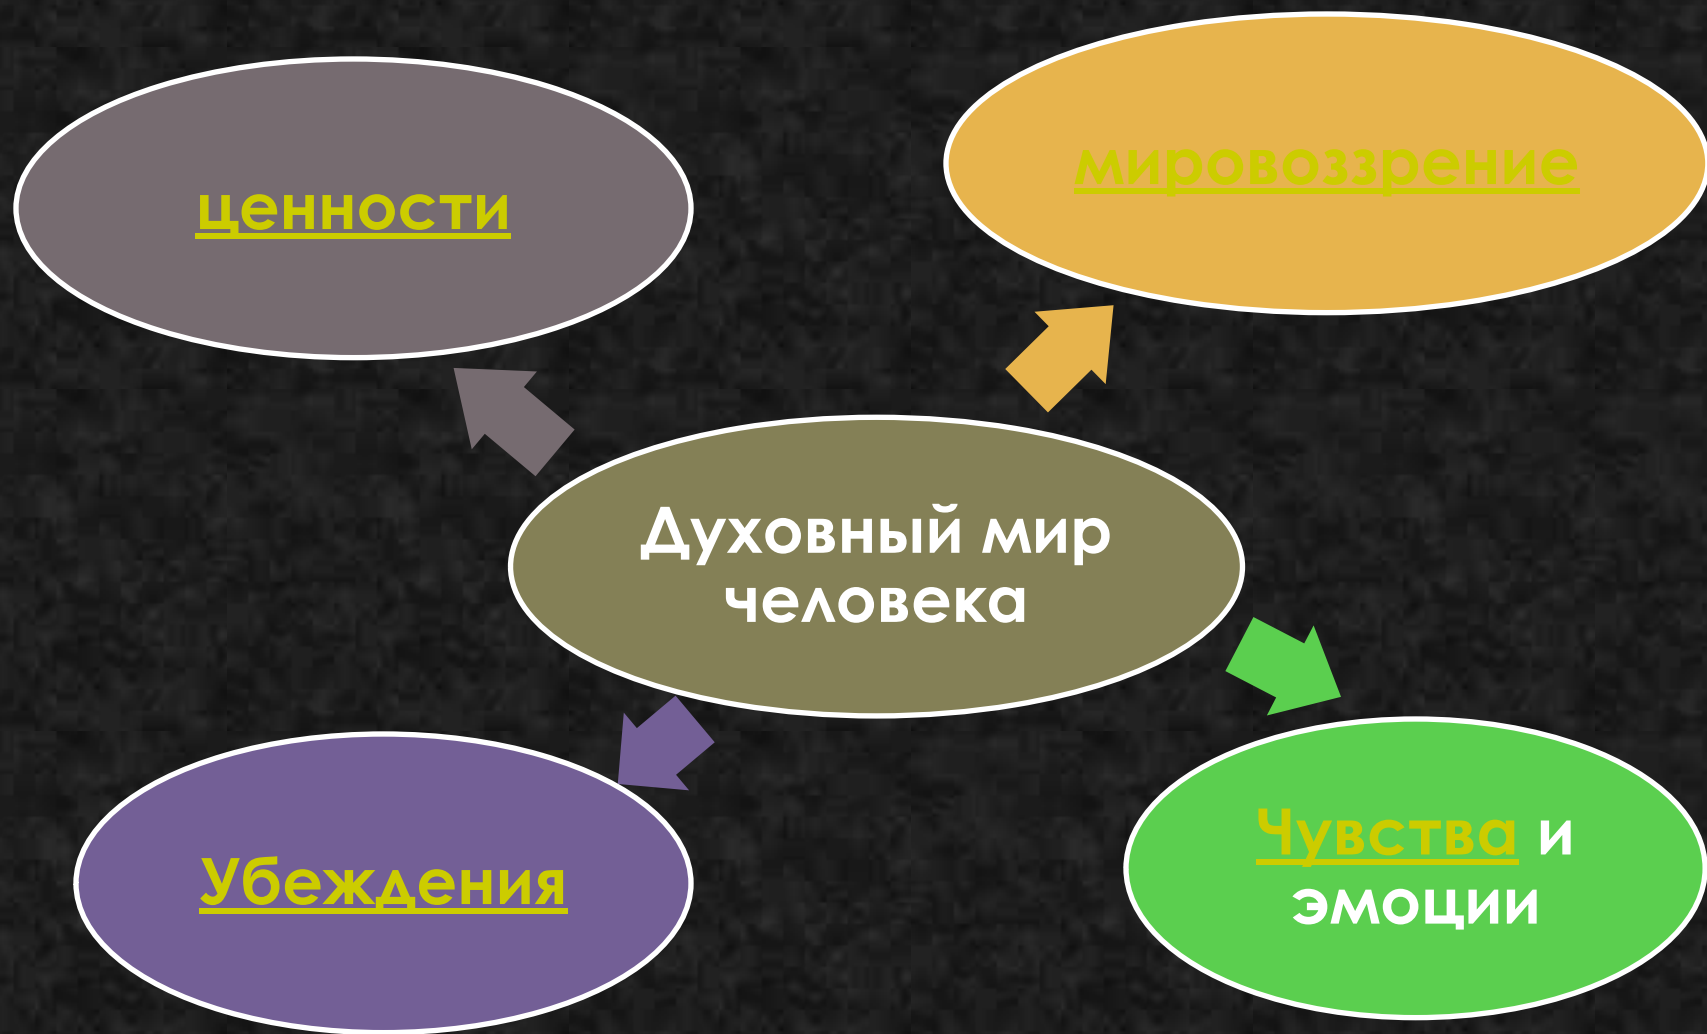 ценности
мировоззрение
Духовный мир
человека
Убеждения
Чувства и
эмоции